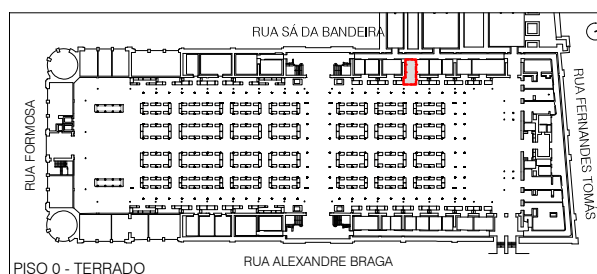 RUA SÁ DA BANDEIRA
RUA FORMOSA
RUA FERNANDES TOMÁS
RUA ALEXANDRE BRAGA
PISO 0 - TERRADO